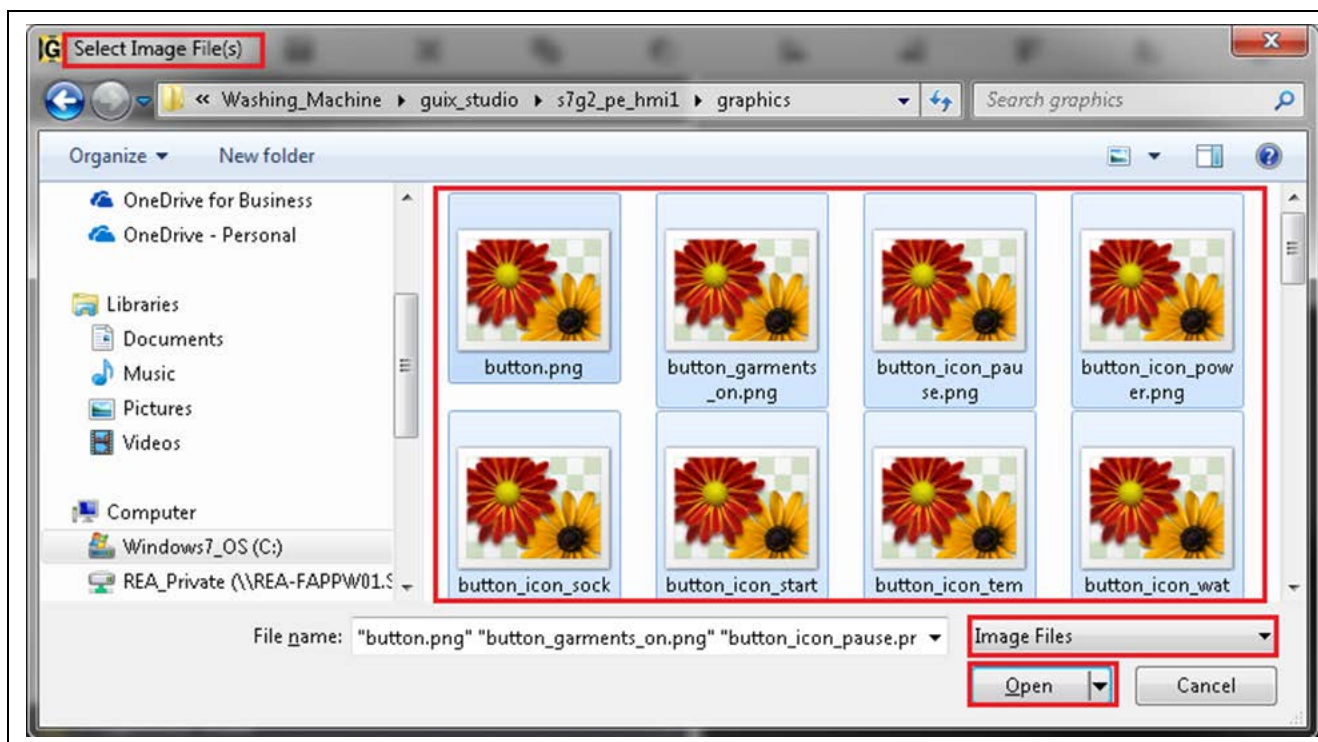 Select Image File(s)
« Washing_Machine ▸ guix_studio ▸ s7g2_pe_hmi1 ▸ graphics
Search graphics
Organize
New folder
OneDrive for Business
OneDrive - Personal
Libraries
Documents
Music
Pictures
Videos
Computer
Windows7_OS (C:)
REA_Private (\\REA-FAPPW01.S
button.png
button_garments
_on.png
button_icon_pau
se.png
button_icon_pow
er.png
button_icon_sock
button_icon_start
button_icon_tem
button_icon_wat
File name:
"button.png" "button_garments_on.png" "button_icon_pause.pr
Image Files
Open
Cancel